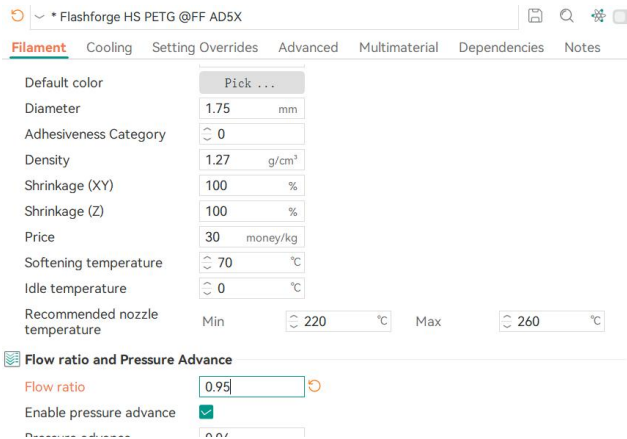 * Flashforge HS PETG @FF AD5X
Filament Cooling Setting Overrides Advanced Multimaterial Dependencies Notes
Default color Pick ...
Diameter 1.75 mm
Adhesiveness Category 0
Density 1.27 g/cm³
Shrinkage (XY) 100 %
Shrinkage (Z) 100 %
Price 30 money/kg
Softening temperature 70 °C
Idle temperature 0 °C
Recommended nozzle
temperature Min 220 °C Max 260 °C
Flow ratio and Pressure Advance
Flow ratio 0.95
Enable pressure advance